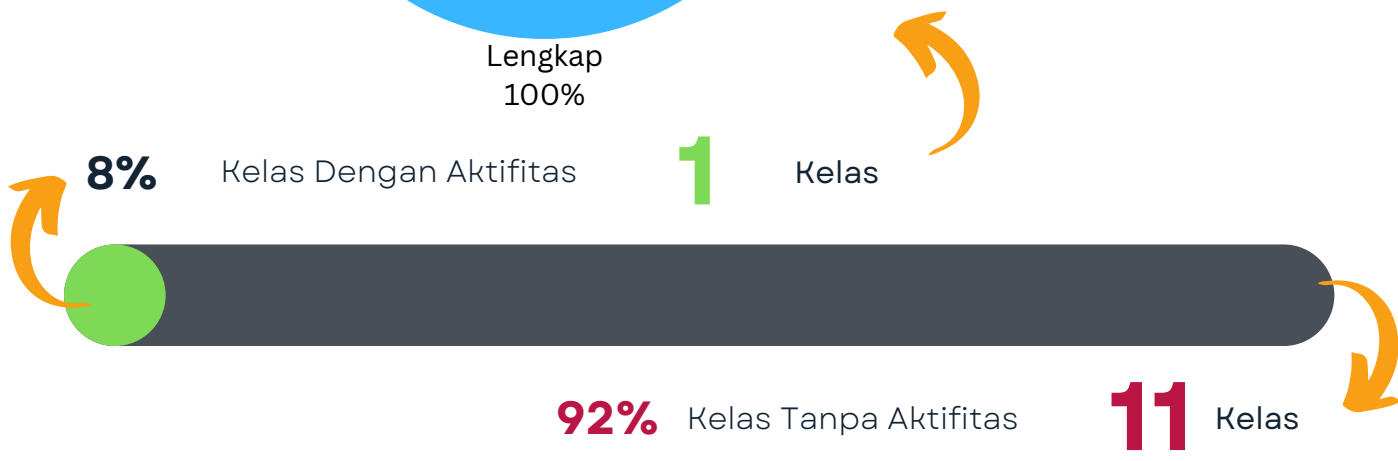 Lengkap
100%
8% Kelas Dengan Aktifitas 1 Kelas
92% Kelas Tanpa Aktifitas 11 Kelas